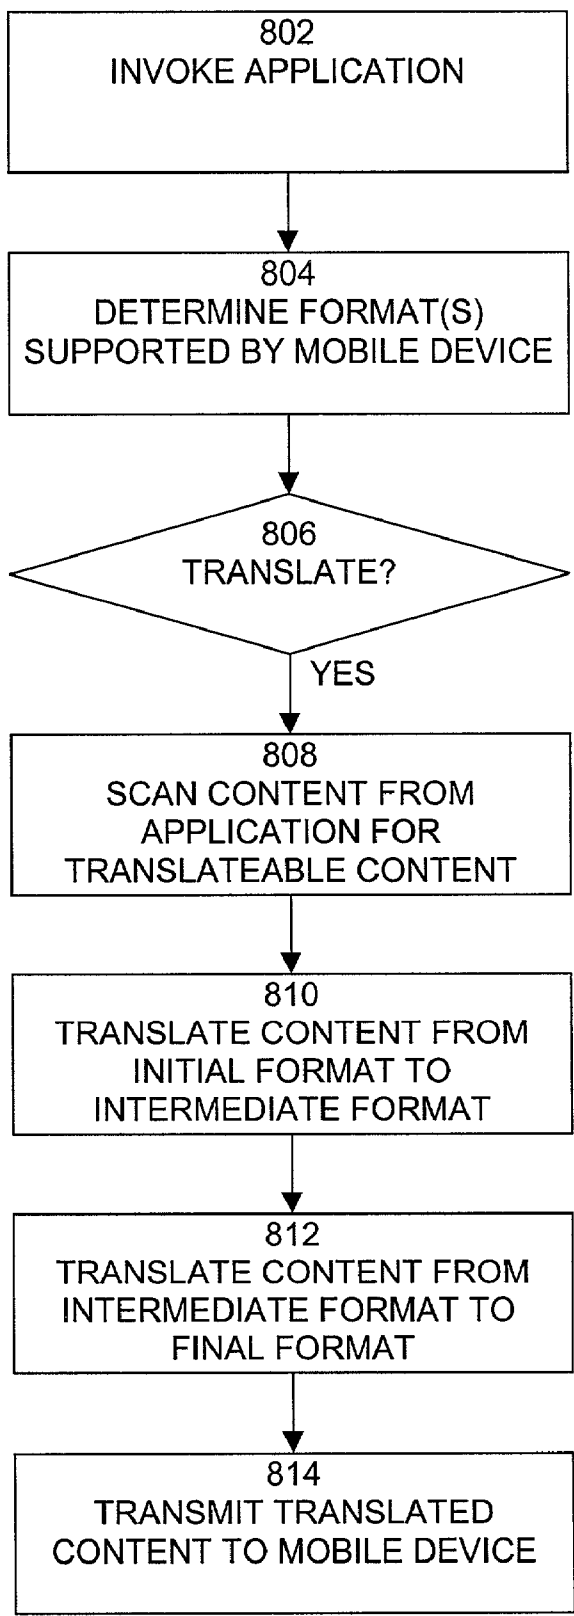 802
INVOKE APPLICATION
804
DETERMINE FORMAT(S)
SUPPORTED BY MOBILE DEVICE
806
TRANSLATE?
YES
808
SCAN CONTENT FROM
APPLICATION FOR
TRANSLATEABLE CONTENT
810
TRANSLATE CONTENT FROM
INITIAL FORMAT TO
INTERMEDIATE FORMAT
812
TRANSLATE CONTENT FROM
INTERMEDIATE FORMAT TO
FINAL FORMAT
814
TRANSMIT TRANSLATED
CONTENT TO MOBILE DEVICE